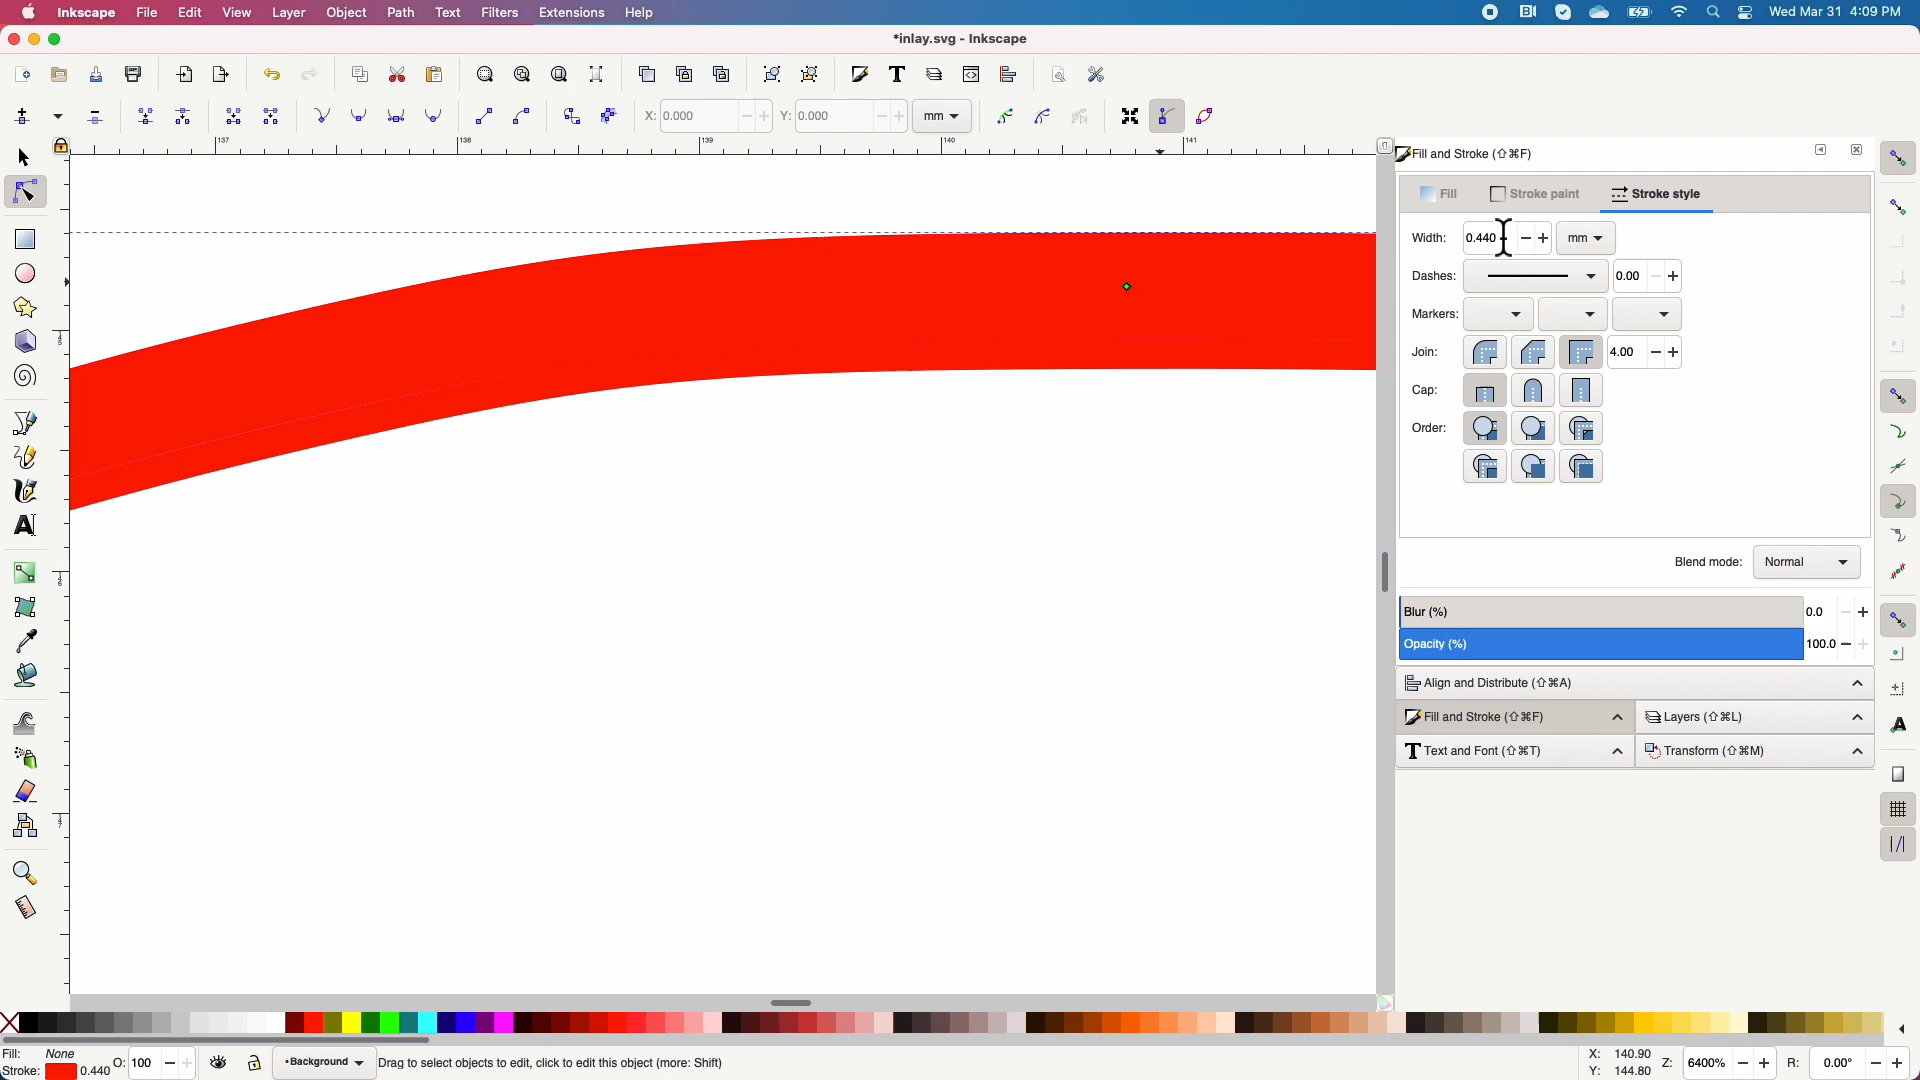 Inkscape File Edit View Layer Object Path Text Filters Extensions Help
Wed Mar 31 4:09 PM
*inlay.svg - Inkscape
X: 0.000 Y: 0.000 mm
137 138 139 140 141
Fill and Stroke (⇧⌘F)
Fill Stroke paint Stroke style
Width: 0.440 mm
Dashes: 0.00
Markers:
Join: 4.00
Cap:
Order:
Blend mode: Normal
Blur (%) 0.0
Opacity (%) 100.0
Align and Distribute (⇧⌘A)
Fill and Stroke (⇧⌘F) Layers (⇧⌘L)
Text and Font (⇧⌘T) Transform (⇧⌘M)
Fill: None
Stroke: 0.440
O: 100
•Background
Drag to select objects to edit, click to edit this object (more: Shift)
X: 140.90
Y: 144.80
Z: 6400%
R: 0.00°